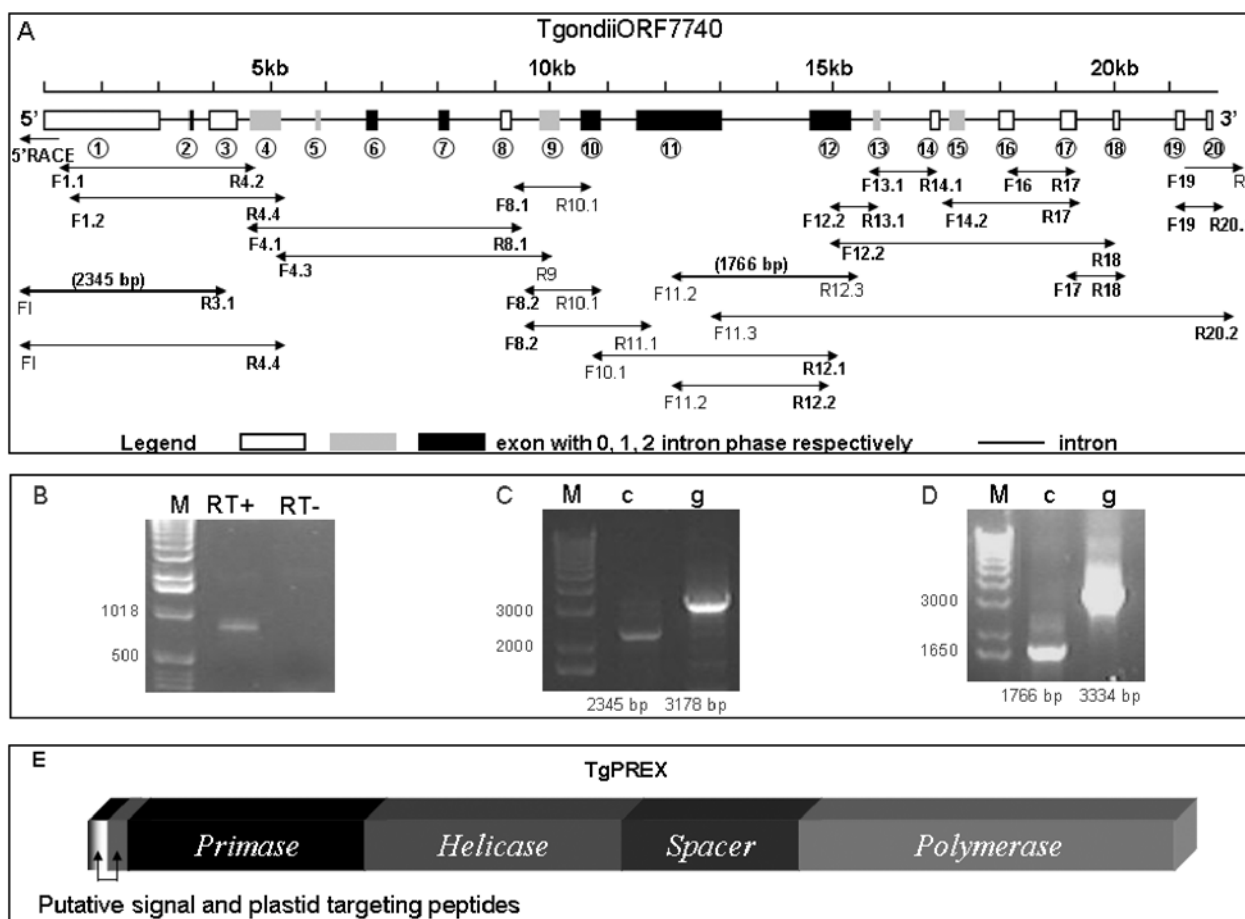 A
TgondiiORF7740
5kb 10kb 15kb 20kb
5' 3'
5'RACE
① ② ③ ④ ⑤ ⑥ ⑦ ⑧ ⑨ ⑩ ⑪ ⑫ ⑬ ⑭ ⑮ ⑯ ⑰ ⑱ ⑲ ⑳
F1.1 R4.2 F8.1 R10.1 F13.1 R14.1 F16 R17 F19 R
F1.2 R4.4 F12.2 R13.1 F14.2 R17 F19 R20.
F4.1 R8.1 F12.2 R18
F4.3 R9
(2345 bp) (1766 bp)
FI R3.1 F8.2 R10.1 F11.2 R12.3 F17 R18
F8.2 R11.1 F11.3 R20.2
FI R4.4 F10.1 R12.1
F11.2 R12.2
Legend exon with 0, 1, 2 intron phase respectively intron
B
M RT+ RT-
1018
500
C
M c g
3000
2000
2345 bp 3178 bp
D
M c g
3000
1650
1766 bp 3334 bp
E
TgPREX
Primase Helicase Spacer Polymerase
Putative signal and plastid targeting peptides